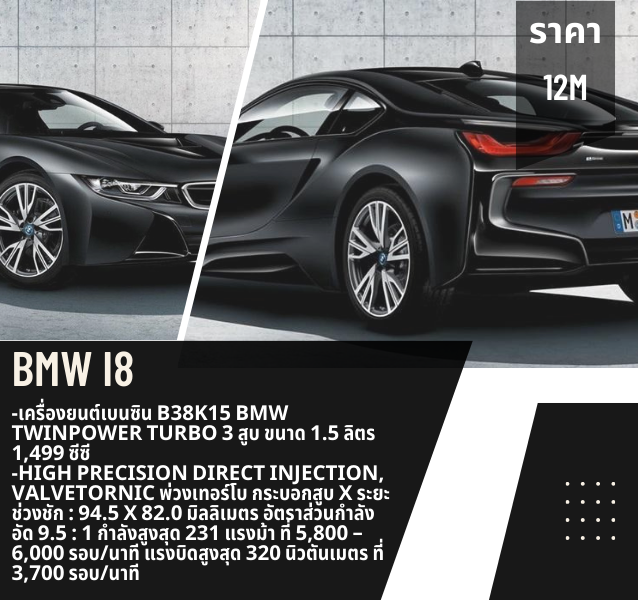 ราคา
12M
M
BMW I8
-เครื่องยนต์เบนซิน B38K15 BMW
TWINPOWER TURBO 3 สูบ ขนาด 1.5 ลิตร
1,499 ซีซี
-HIGH PRECISION DIRECT INJECTION,
VALVETORNIC พ่วงเทอร์โบ กระบอกสูบ X ระยะ
ช่วงชัก : 94.5 X 82.0 มิลลิเมตร อัตราส่วนกำลัง
อัด 9.5 : 1 กำลังสูงสุด 231 แรงม้า ที่ 5,800 –
6,000 รอบ/นาที แรงบิดสูงสุด 320 นิวตันเมตร ที่
3,700 รอบ/นาที